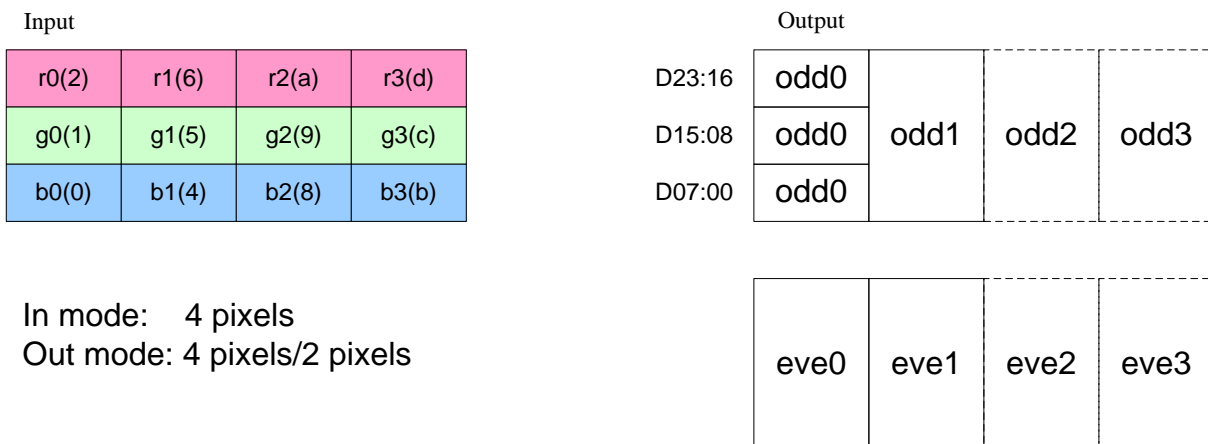 Input
Output
r0(2) r1(6) r2(a) r3(d)
g0(1) g1(5) g2(9) g3(c)
b0(0) b1(4) b2(8) b3(b)
D23:16 odd0
D15:08 odd0 odd1 odd2 odd3
D07:00 odd0
In mode: 4 pixels
Out mode: 4 pixels/2 pixels
eve0 eve1 eve2 eve3